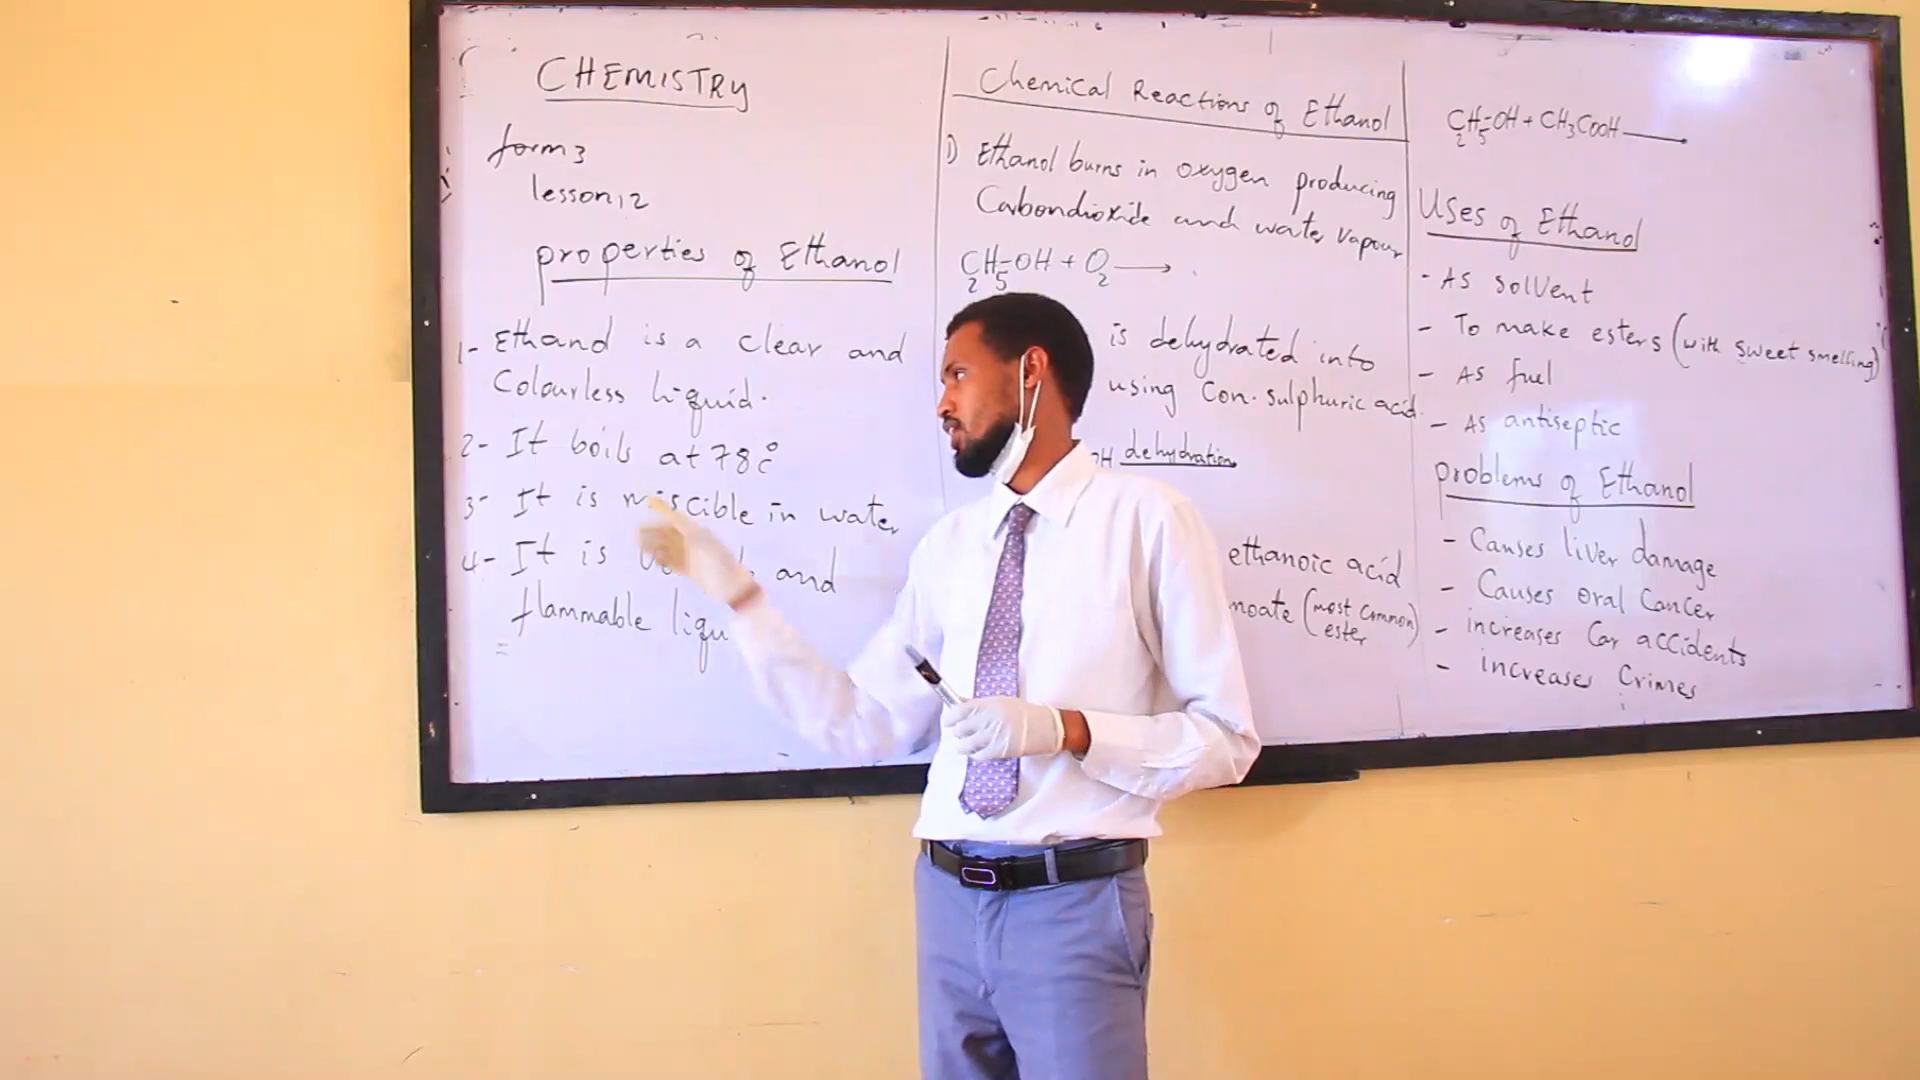 CHEMISTRY
form 3
lesson 12
properties of Ethanol
1- Ethanol is a clear and
Colourless liquid.
2- It boils at 78°c
3- It is miscible in water
4- It is and
flammable
Chemical Reactions of Ethanol
1) Ethanol burns in oxygen producing
Carbondioxide and water vapour
C₂H₅-OH + O₂ →
is dehydrated into
using Con. sulphuric acid.
OH dehydration
ethanoic acid
noate (most common
ester)
C₂H₅-OH + CH₃COOH →
Uses of Ethanol
- As solvent
- To make esters (with sweet smelling)
- As fuel
- As antiseptic
problems of Ethanol
- Causes liver damage
- Causes oral Cancer
- increases Car accidents
- increases Crimes